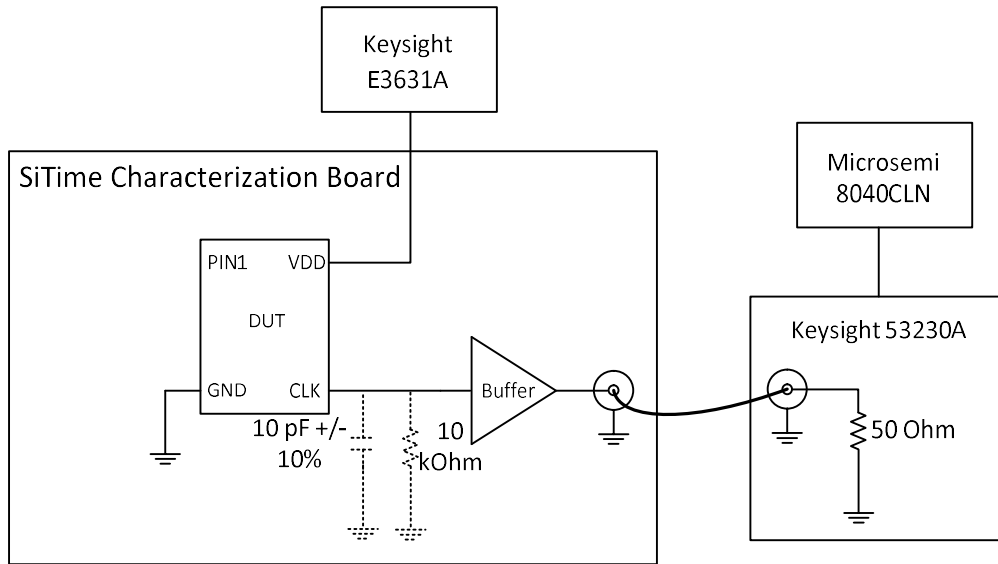 Keysight
E3631A
Microsemi
8040CLN
SiTime Characterization Board
PIN1
VDD
DUT
GND
CLK
10 pF +/-
10%
10
kOhm
Buffer
Keysight 53230A
50 Ohm